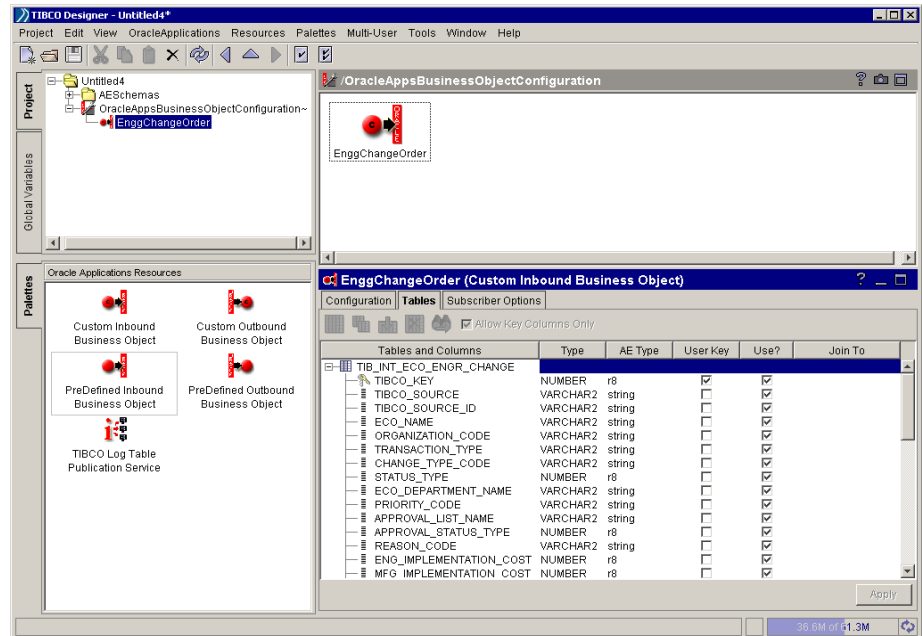 TIBCO Designer - Untitled4*
Project Edit View OracleApplications Resources Palettes Multi-User Tools Window Help
Project
Global Variables
Untitled4
AESchemas
OracleAppsBusinessObjectConfiguration~
EnggChangeOrder
/OracleAppsBusinessObjectConfiguration
EnggChangeOrder
Palettes
Oracle Applications Resources
Custom Inbound
Business Object
Custom Outbound
Business Object
PreDefined Inbound
Business Object
PreDefined Outbound
Business Object
TIBCO Log Table
Publication Service
EnggChangeOrder (Custom Inbound Business Object)
Configuration Tables Subscriber Options
Allow Key Columns Only
Tables and Columns Type AE Type User Key Use? Join To
TIB_INT_ECO_ENGR_CHANGE
TIBCO_KEY NUMBER r8
TIBCO_SOURCE VARCHAR2 string
TIBCO_SOURCE_ID VARCHAR2 string
ECO_NAME VARCHAR2 string
ORGANIZATION_CODE VARCHAR2 string
TRANSACTION_TYPE VARCHAR2 string
CHANGE_TYPE_CODE VARCHAR2 string
STATUS_TYPE NUMBER r8
ECO_DEPARTMENT_NAME VARCHAR2 string
PRIORITY_CODE VARCHAR2 string
APPROVAL_LIST_NAME VARCHAR2 string
APPROVAL_STATUS_TYPE NUMBER r8
REASON_CODE VARCHAR2 string
ENG_IMPLEMENTATION_COST NUMBER r8
MFG_IMPLEMENTATION_COST NUMBER r8
Apply
36.6M of 61.3M